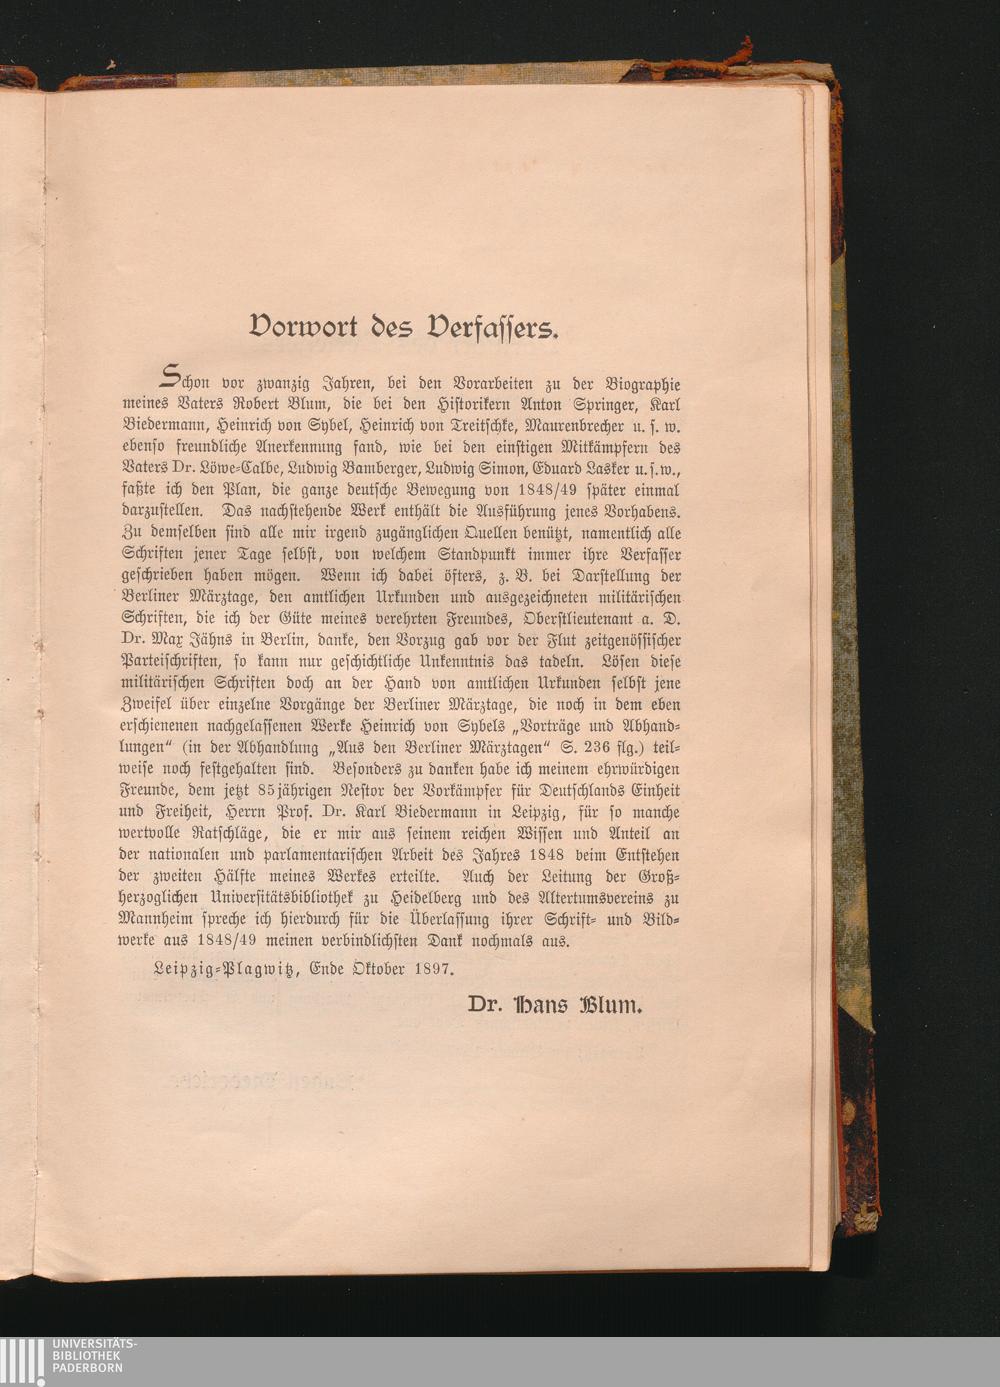 Vorwort des Verfassers.
Schon vor zwanzig Jahren, bei den Vorarbeiten zu der Biographie
meines Vaters Robert Blum, die bei den Historikern Anton Springer, Karl
Biedermann, Heinrich von Sybel, Heinrich von Treitschke, Maurenbrecher u. s. w.
ebenso freundliche Anerkennung fand, wie bei den einstigen Mitkämpfern des
Vaters Dr. Löwe-Calbe, Ludwig Bamberger, Ludwig Simon, Eduard Lasker u. s. w.,
faßte ich den Plan, die ganze deutsche Bewegung von 1848/49 später einmal
darzustellen. Das nachstehende Werk enthält die Ausführung jenes Vorhabens.
Zu demselben sind alle mir irgend zugänglichen Quellen benützt, namentlich alle
Schriften jener Tage selbst, von welchem Standpunkt immer ihre Verfasser
geschrieben haben mögen. Wenn ich dabei öfters, z. B. bei Darstellung der
Berliner Märztage, den amtlichen Urkunden und ausgezeichneten militärischen
Schriften, die ich der Güte meines verehrten Freundes, Oberstlieutenant a. D.
Dr. Max Jähns in Berlin, danke, den Vorzug gab vor der Flut zeitgenössischer
Parteischriften, so kann nur geschichtliche Unkenntnis das tadeln. Lösen diese
militärischen Schriften doch an der Hand von amtlichen Urkunden selbst jene
Zweifel über einzelne Vorgänge der Berliner Märztage, die noch in dem eben
erschienenen nachgelassenen Werke Heinrich von Sybels „Vorträge und Abhand-
lungen“ (in der Abhandlung „Aus den Berliner Märztagen“ S. 236 flg.) teil-
weise noch festgehalten sind. Besonders zu danken habe ich meinem ehrwürdigen
Freunde, dem jetzt 85jährigen Nestor der Vorkämpfer für Deutschlands Einheit
und Freiheit, Herrn Prof. Dr. Karl Biedermann in Leipzig, für so manche
wertvolle Ratschläge, die er mir aus seinem reichen Wissen und Anteil an
der nationalen und parlamentarischen Arbeit des Jahres 1848 beim Entstehen
der zweiten Hälfte meines Werkes erteilte. Auch der Leitung der Groß-
herzoglichen Universitätsbibliothek zu Heidelberg und des Altertumsvereins zu
Mannheim spreche ich hierdurch für die Überlassung ihrer Schrift- und Bild-
werke aus 1848/49 meinen verbindlichsten Dank nochmals aus.
Leipzig-Plagwitz, Ende Oktober 1897.
Dr. Hans Blum.
UNIVERSITÄTS-
BIBLIOTHEK
PADERBORN